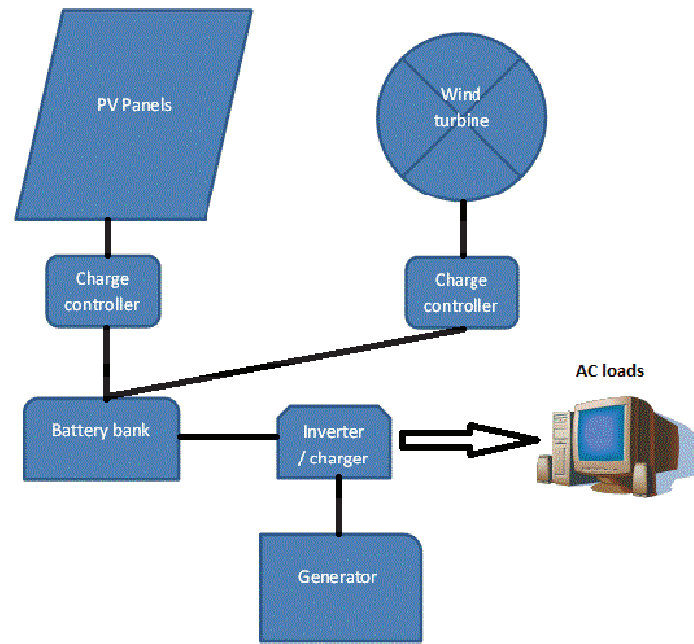 PV Panels
Wind
turbine
Charge
controller
Charge
controller
AC loads
Battery bank
Inverter
/ charger
Generator